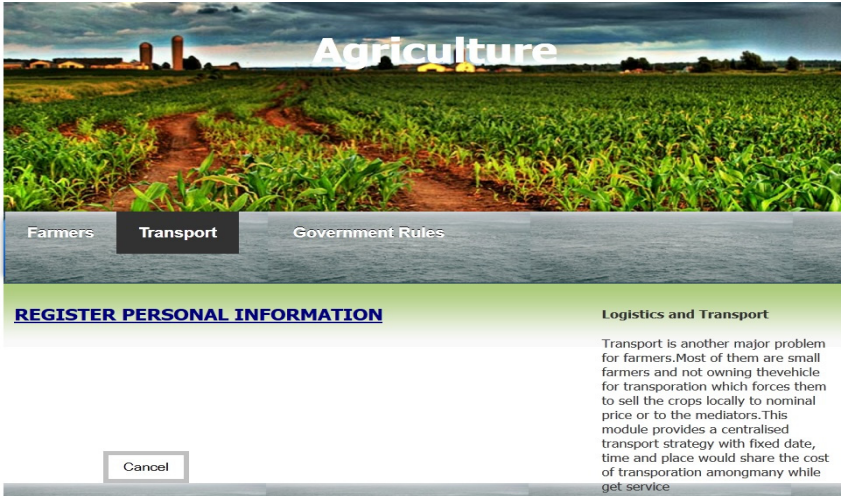 Agriculture
Farmers Transport Government Rules
REGISTER PERSONAL INFORMATION
Cancel
Logistics and Transport
Transport is another major problem
for farmers.Most of them are small
farmers and not owning thevehicle
for transporation which forces them
to sell the crops locally to nominal
price or to the mediators.This
module provides a centralised
transport strategy with fixed date,
time and place would share the cost
of transporation amongmany while
get service